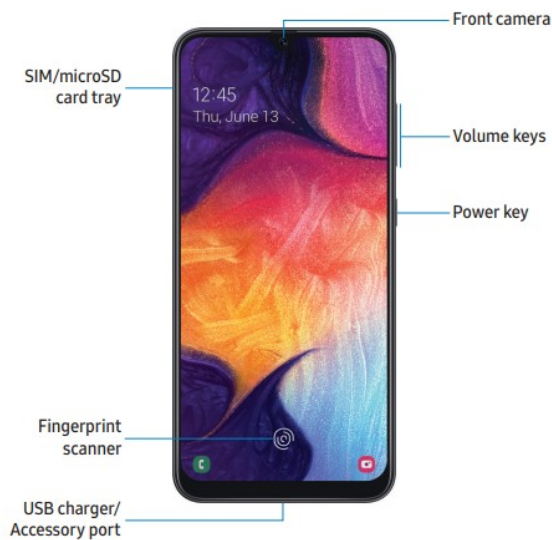 Front camera
SIM/microSD
card tray
12:45
Thu, June 13
Volume keys
Power key
Fingerprint
scanner
USB charger/
Accessory port